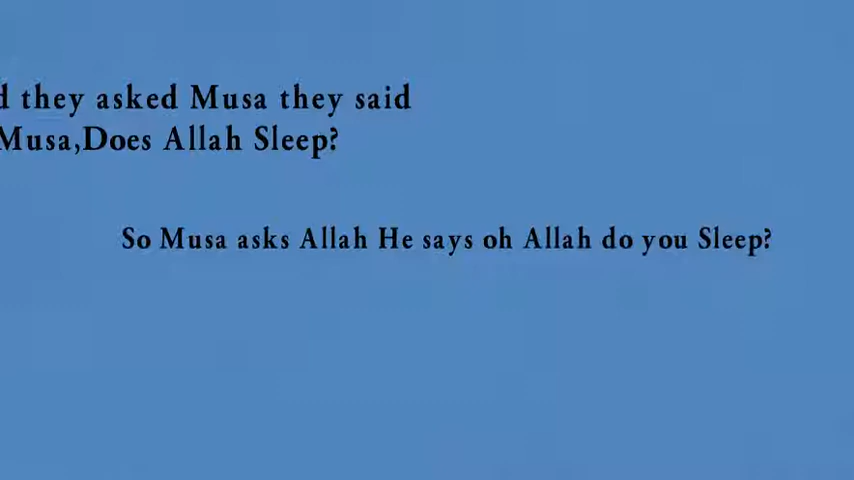 they asked Musa they said
Musa,Does Allah Sleep?
So Musa asks Allah He says oh Allah do you Sleep?